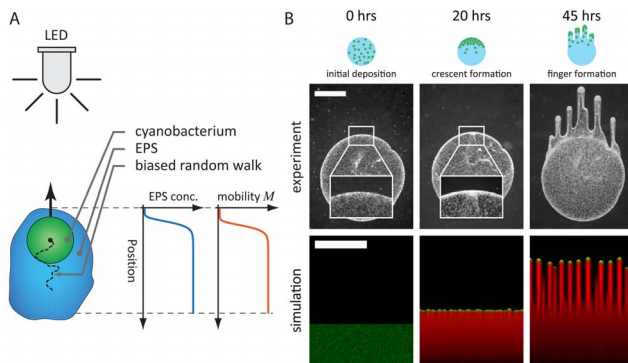 A
LED
cyanobacterium
EPS
biased random walk
EPS conc.
mobility M
Position
B
0 hrs
20 hrs
45 hrs
initial deposition
crescent formation
finger formation
experiment
simulation